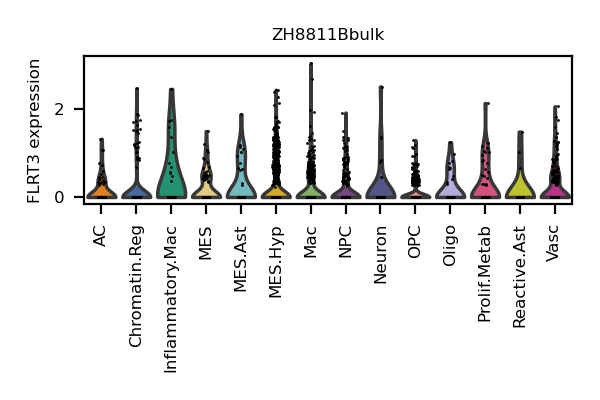 ZH8811Bbulk
FLRT3 expression
2
0
AC
Chromatin.Reg
Inflammatory.Mac
MES
MES.Ast
MES.Hyp
Mac
NPC
Neuron
OPC
Oligo
Prolif.Metab
Reactive.Ast
Vasc